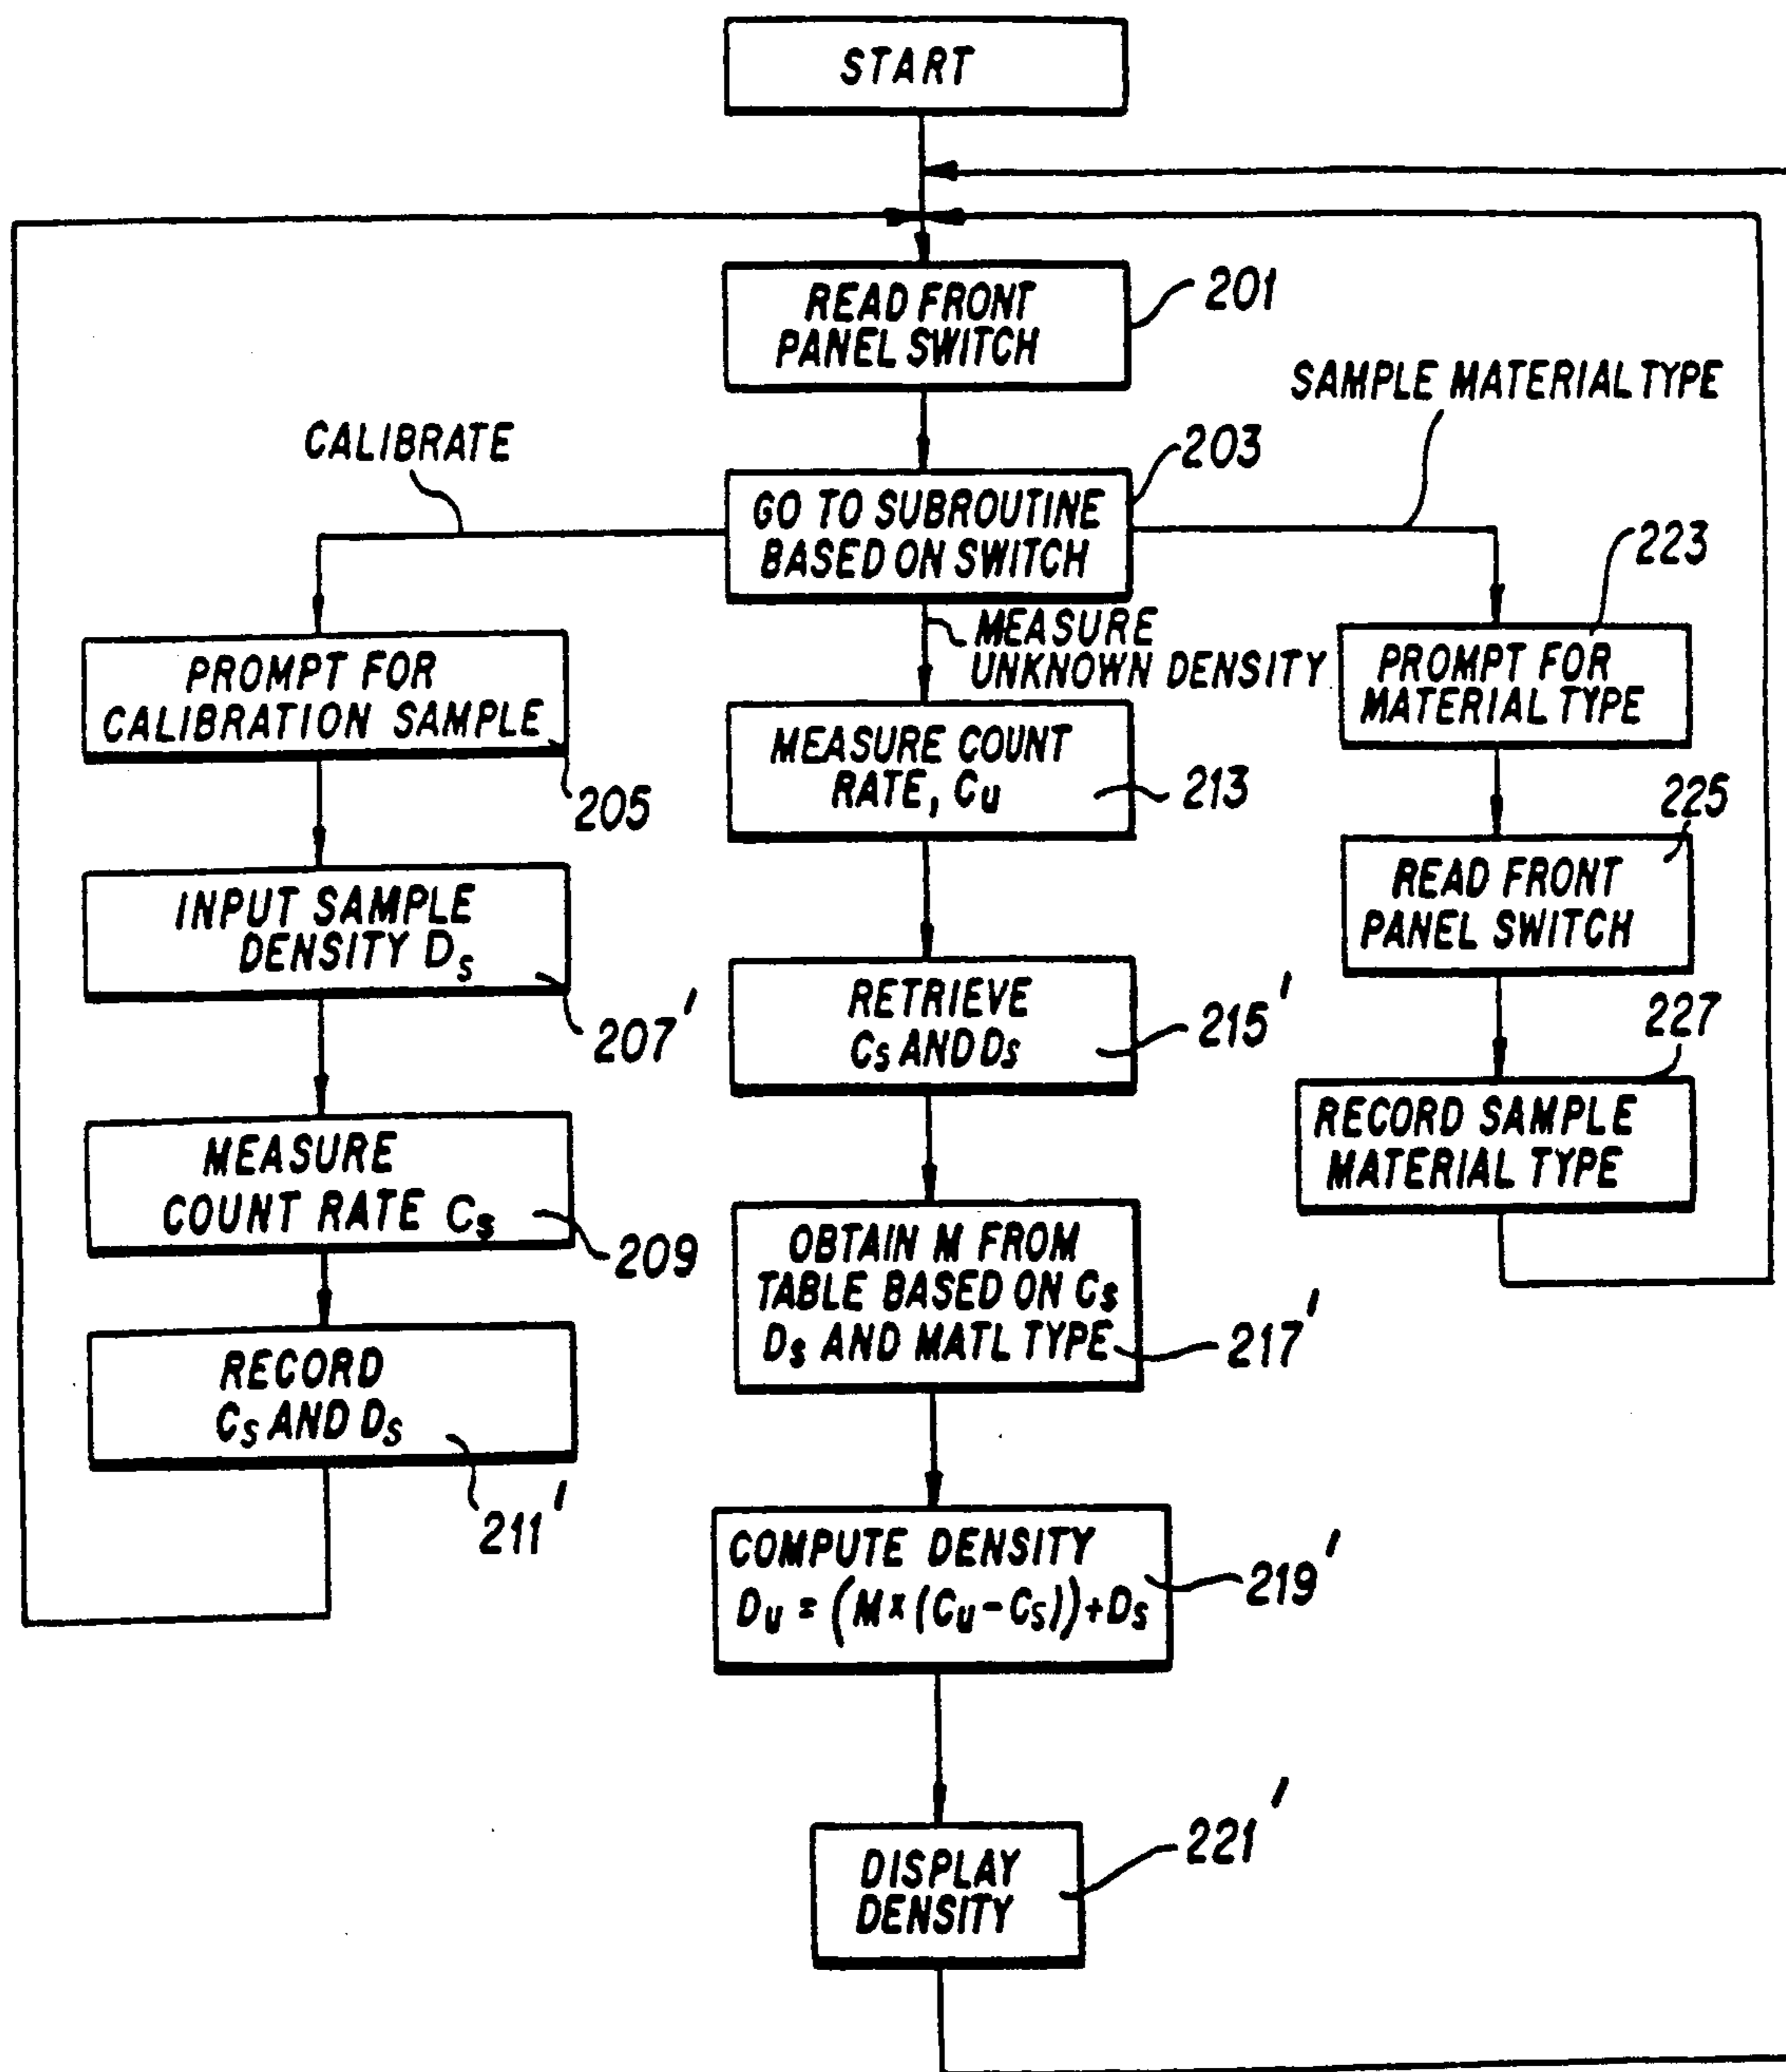 START
READ FRONT
PANEL SWITCH
201
SAMPLE MATERIAL TYPE
CALIBRATE
203
GO TO SUBROUTINE
BASED ON SWITCH
223
MEASURE
UNKNOWN DENSITY
PROMPT FOR
CALIBRATION SAMPLE
205
MEASURE COUNT
RATE, Cu
213
PROMPT FOR
MATERIAL TYPE
225
INPUT SAMPLE
DENSITY Ds
207'
RETRIEVE
Cs AND Ds
215'
READ FRONT
PANEL SWITCH
227
MEASURE
COUNT RATE Cs
209
OBTAIN M FROM
TABLE BASED ON Cs
Ds AND MATL TYPE
217'
RECORD SAMPLE
MATERIAL TYPE
RECORD
Cs AND Ds
211'
COMPUTE DENSITY
Du = (M x (Cu - Cs)) + Ds
219'
DISPLAY
DENSITY
221'